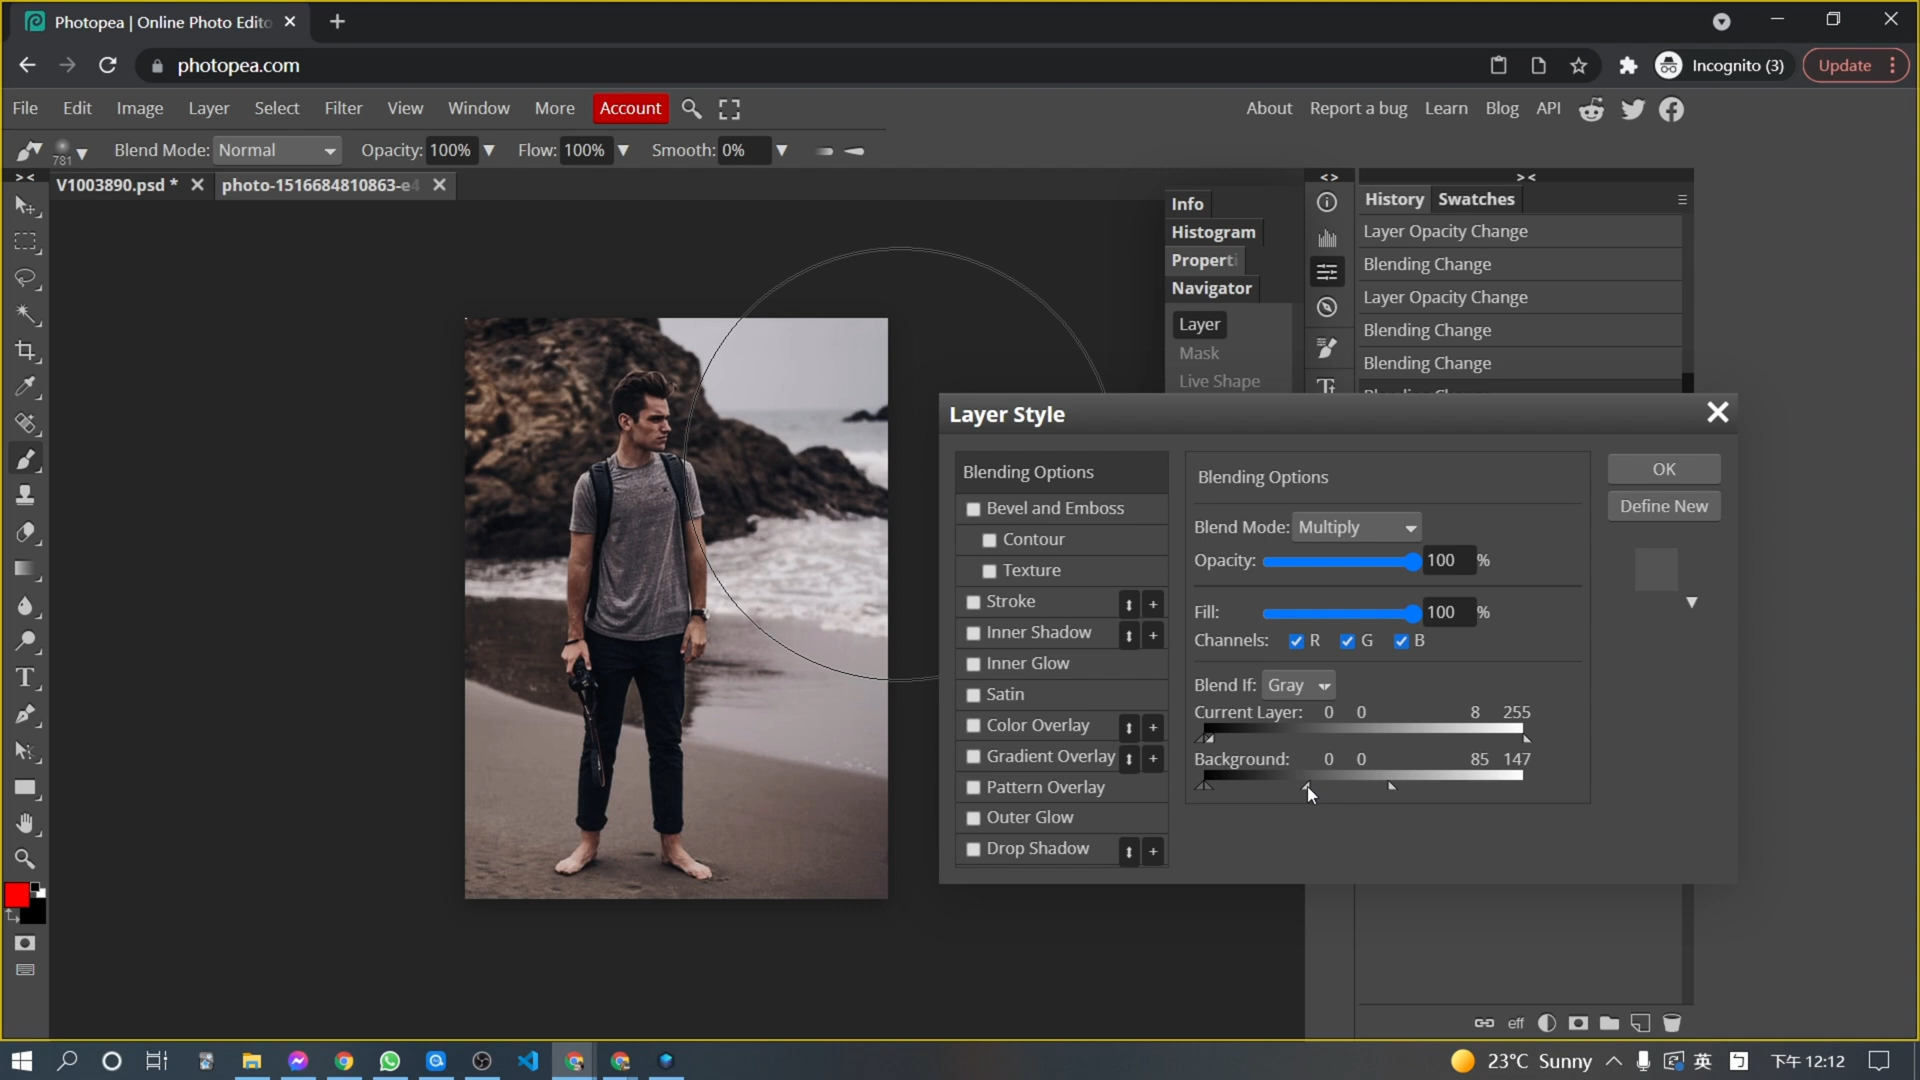 Photopea | Online Photo Edito
photopea.com
Incognito (3)
Update
File Edit Image Layer Select Filter View Window More Account
About Report a bug Learn Blog API
781
Blend Mode: Normal Opacity: 100% Flow: 100% Smooth: 0%
V1003890.psd * photo-1516684810863-e4
Info
Histogram
Properti
Navigator
Layer
Mask
Live Shape
History Swatches
Layer Opacity Change
Blending Change
Layer Opacity Change
Blending Change
Blending Change
Layer Style
Blending Options
Bevel and Emboss
Contour
Texture
Stroke
Inner Shadow
Inner Glow
Satin
Color Overlay
Gradient Overlay
Pattern Overlay
Outer Glow
Drop Shadow
Blending Options
Blend Mode: Multiply
Opacity: 100 %
Fill: 100 %
Channels: R G B
Blend If: Gray
Current Layer: 0 0 8 255
Background: 0 0 85 147
OK
Define New
eff
23°C Sunny
英
下午 12:12